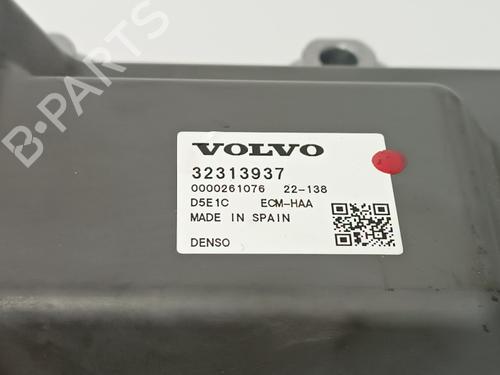 B-PARTS
VOLVO
32313937
0000261076 22-138
D5E1C ECM-HAA
MADE IN SPAIN
DENSO